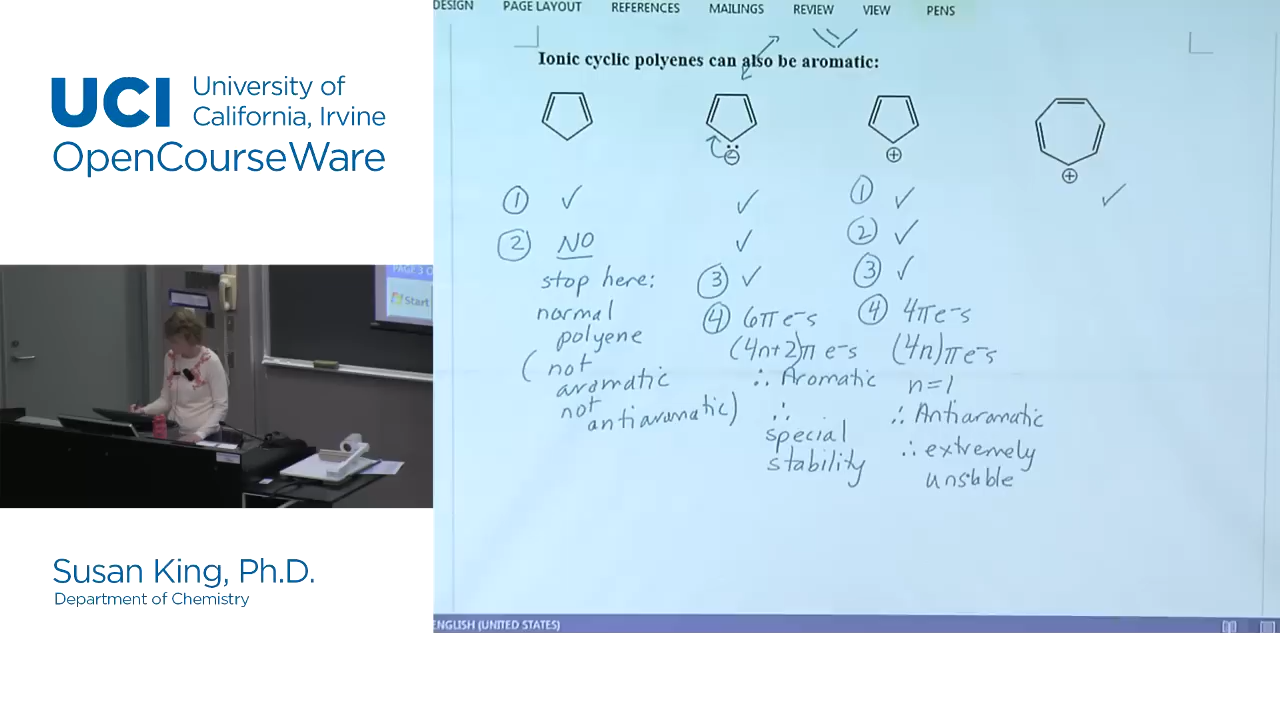 UCI
University of
California, Irvine
OpenCourseWare
DESIGN PAGE LAYOUT REFERENCES MAILINGS REVIEW VIEW PENS
Ionic cyclic polyenes can also be aromatic:
⊖
⊕
⊕
① ✓
② NO
stop here:
normal
polyene
(not
aromatic
not
antiaromatic)
✓
✓
③ ✓
④ 6π e⁻s
(4n+2)π e⁻s
∴ Aromatic
∴
special
stability
① ✓
② ✓
③ ✓
④ 4π e⁻s
(4n)π e⁻s
n=1
∴ Antiaromatic
∴ extremely
unstable
✓
PAGE 3 O
Start
Susan King, Ph.D.
Department of Chemistry
ENGLISH (UNITED STATES)